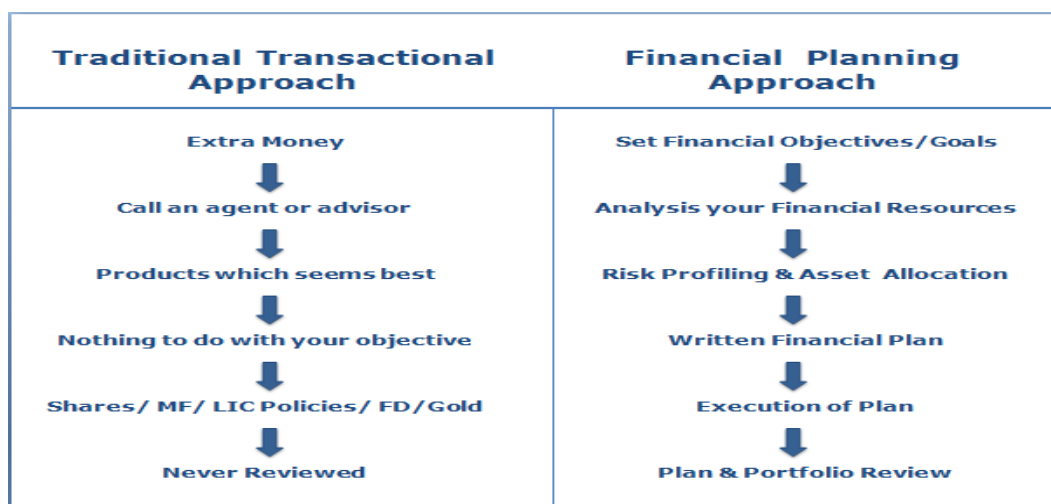 Traditional Transactional
Approach
Extra Money
Call an agent or advisor
Products which seems best
Nothing to do with your objective
Shares/ MF/ LIC Policies/ FD/Gold
Never Reviewed
Financial Planning
Approach
Set Financial Objectives/Goals
Analysis your Financial Resources
Risk Profiling & Asset Allocation
Written Financial Plan
Execution of Plan
Plan & Portfolio Review